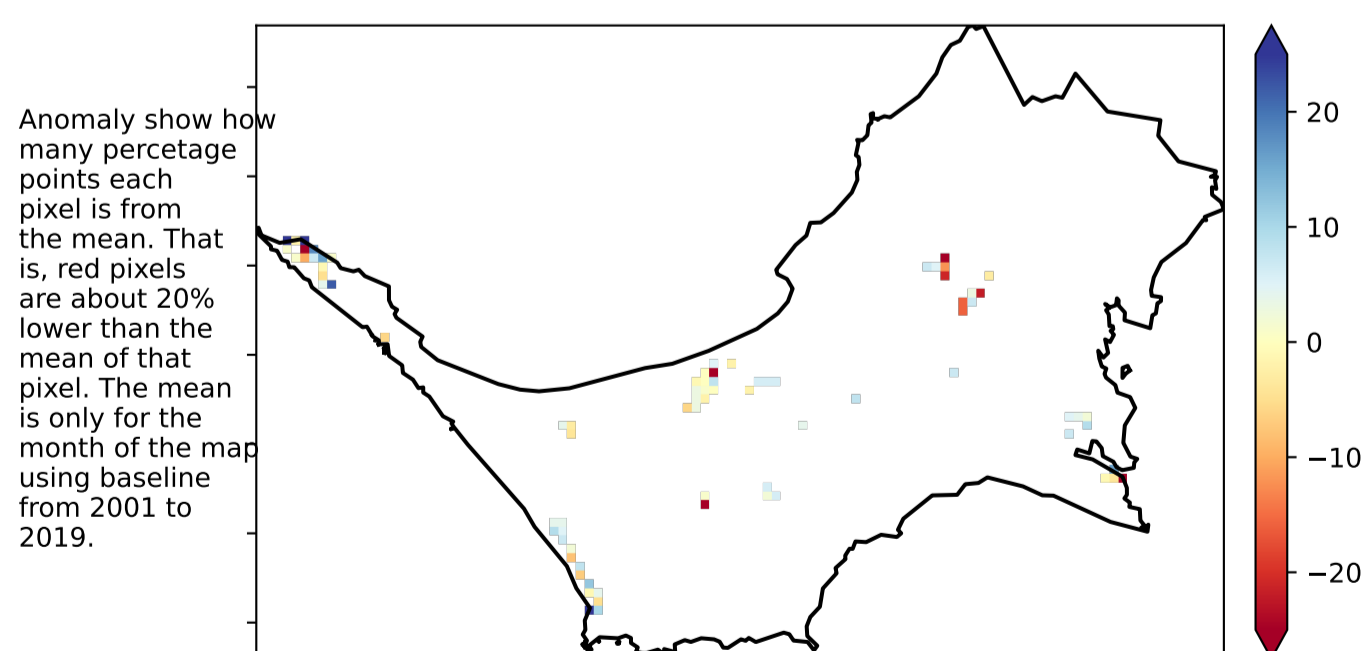 Anomaly show how
many percetage
points each
pixel is from
the mean. That
is, red pixels
are about 20%
lower than the
mean of that
pixel. The mean
is only for the
month of the map
using baseline
from 2001 to
2019.
20
10
0
−10
−20